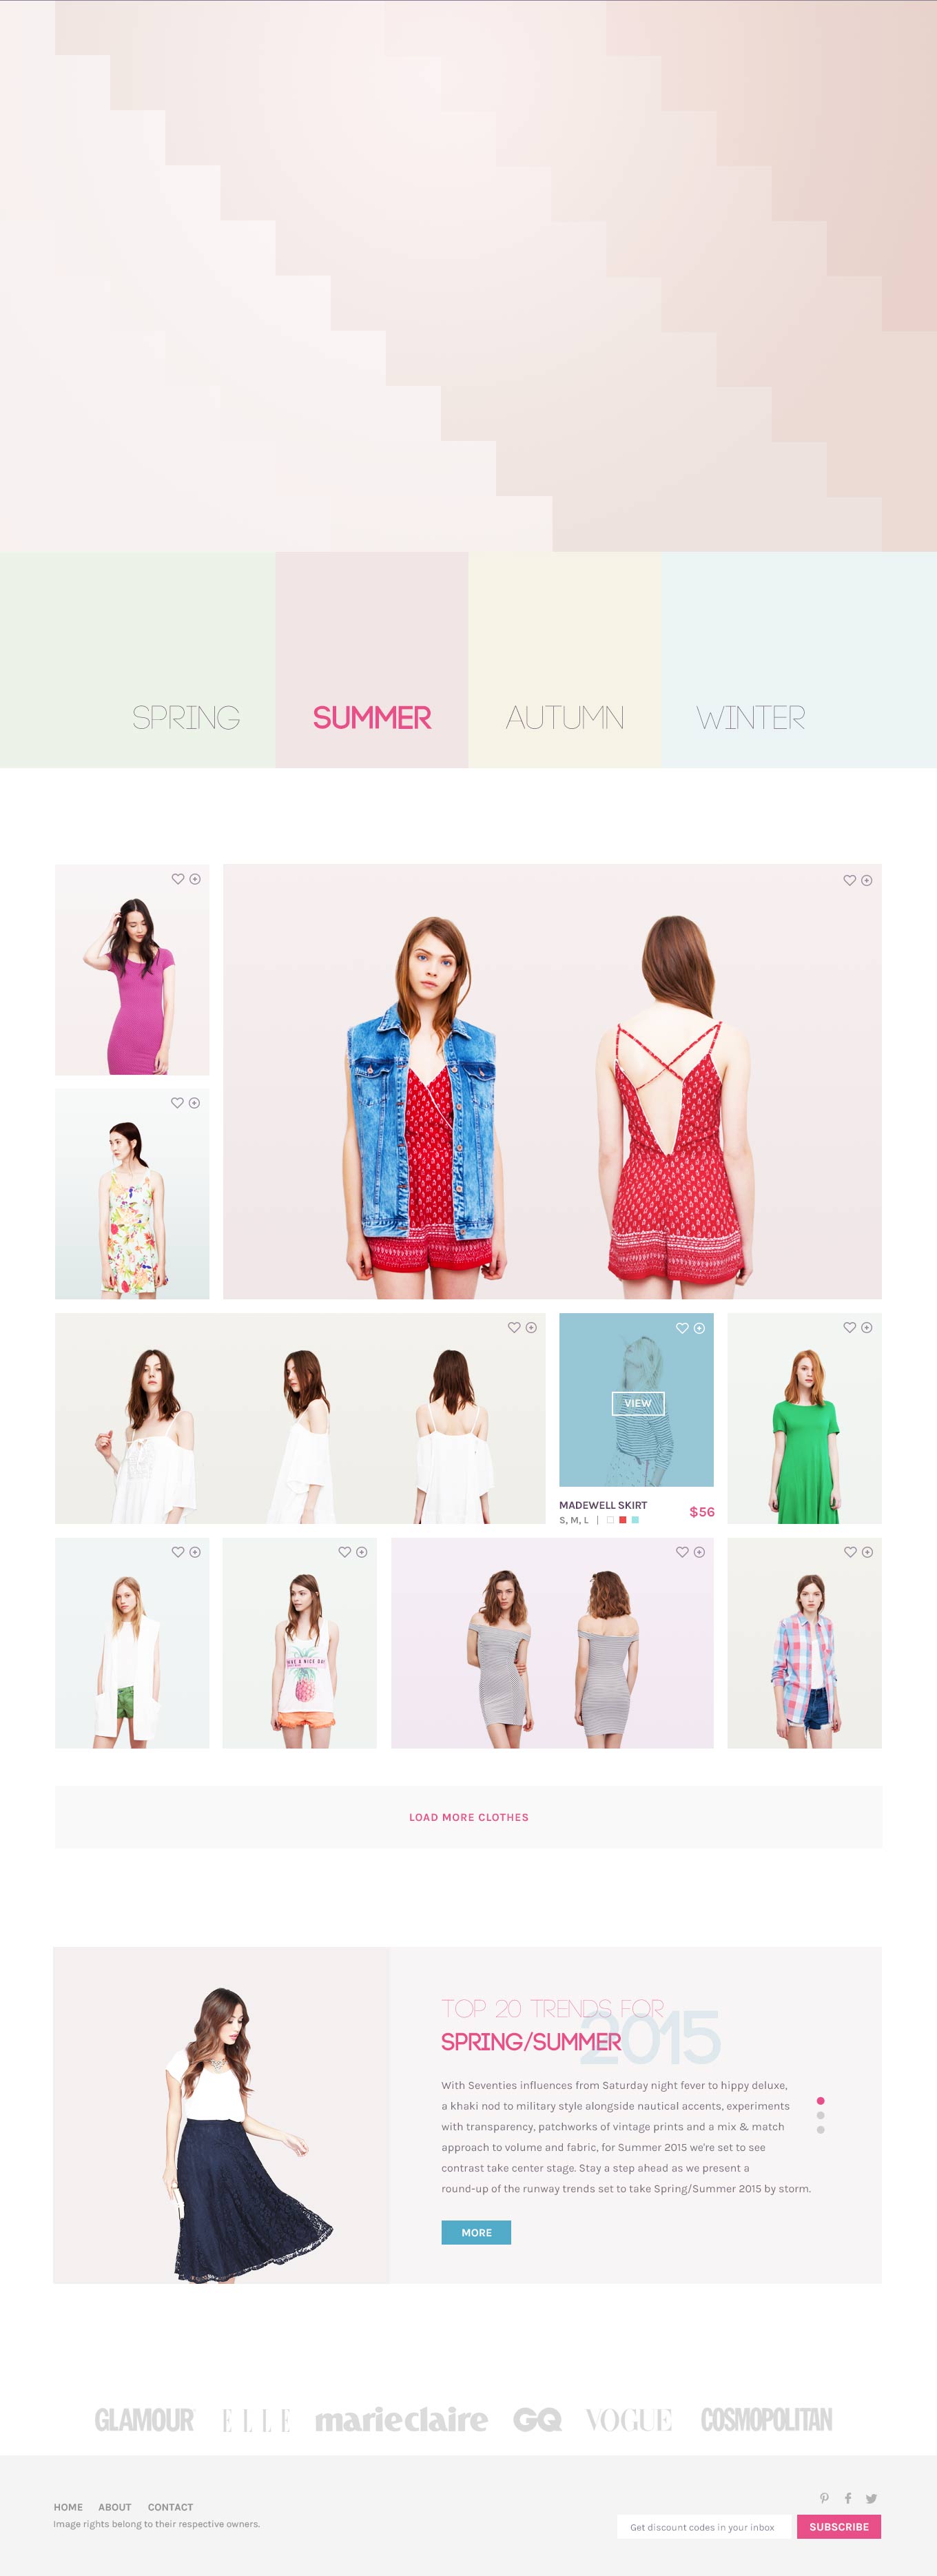 SPRING
SUMMER
AUTUMN
WINTER
VIEW
MADEWELL SKIRT
S, M, L |
$56
HAVE A NICE DAY
LOAD MORE CLOTHES
TOP 20 TRENDS FOR
SPRING/SUMMER
2015
With Seventies influences from Saturday night fever to hippy deluxe,
a khaki nod to military style alongside nautical accents, experiments
with transparency, patchworks of vintage prints and a mix & match
approach to volume and fabric, for Summer 2015 we're set to see
contrast take center stage. Stay a step ahead as we present a
round-up of the runway trends set to take Spring/Summer 2015 by storm.
MORE
GLAMOUR
ELLE
marie claire
GQ
VOGUE
COSMOPOLITAN
HOME ABOUT CONTACT
Image rights belong to their respective owners.
Get discount codes in your inbox
SUBSCRIBE